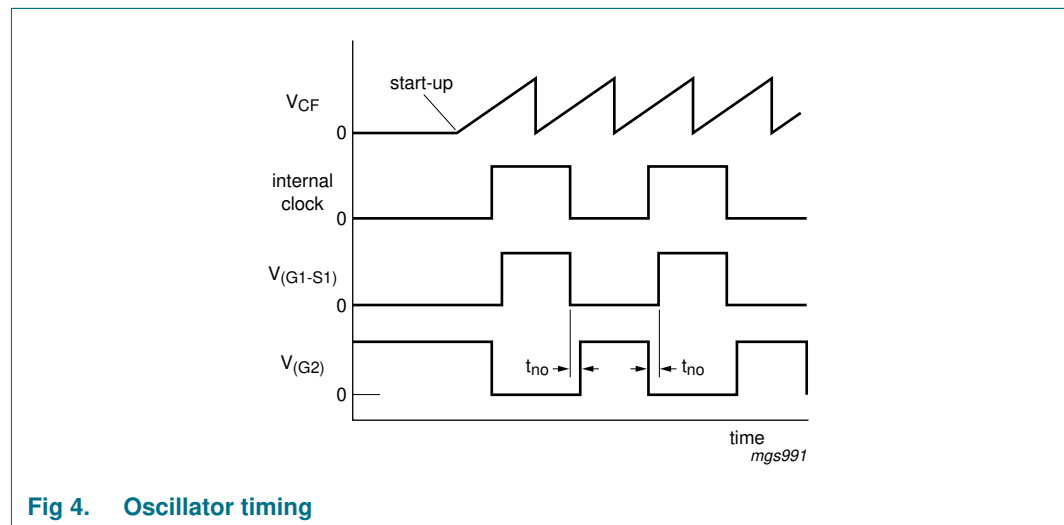 start-up
VCF
0
internal
clock
0
V(G1-S1)
0
V(G2)
tno
tno
0
time
mgs991
Fig 4. Oscillator timing